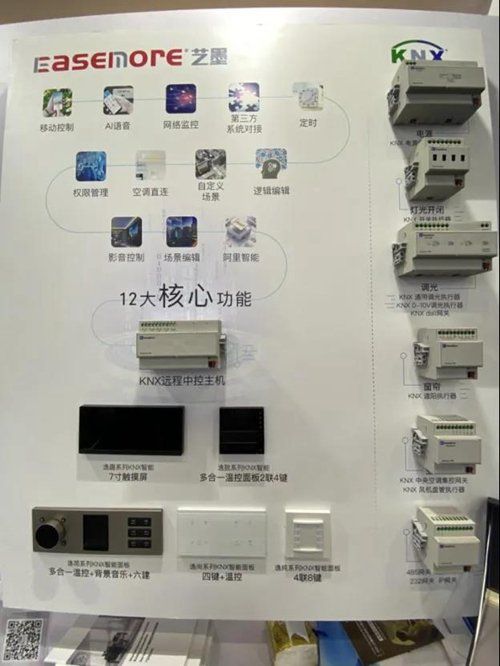 EASEMORE 艺墨
KNX
移动控制
AI语音
网络监控
第三方
系统对接
定时
权限管理
空调直连
自定义
场景
逻辑编辑
影音控制
场景编辑
阿里智能
12大核心功能
KNX远程中控主机
逸晶系列KNX智能
7寸触摸屏
逸致系列KNX智能
多合一温控面板2联4键
逸简系列KNX智能面板
多合一温控+背景音乐+六建
逸尚系列KNX智能面板
四键+温控
逸纯系列KNX智能面板
4联8键
电源
KNX 电源
灯光开闭
KNX 开关执行器
调光
KNX 通用调光执行器
KNX 0-10V调光执行器
KNX dali网关
窗帘
KNX 遮阳执行器
KNX 中央空调集控网关
KNX 风机盘管执行器
485网关
232网关 IP网关